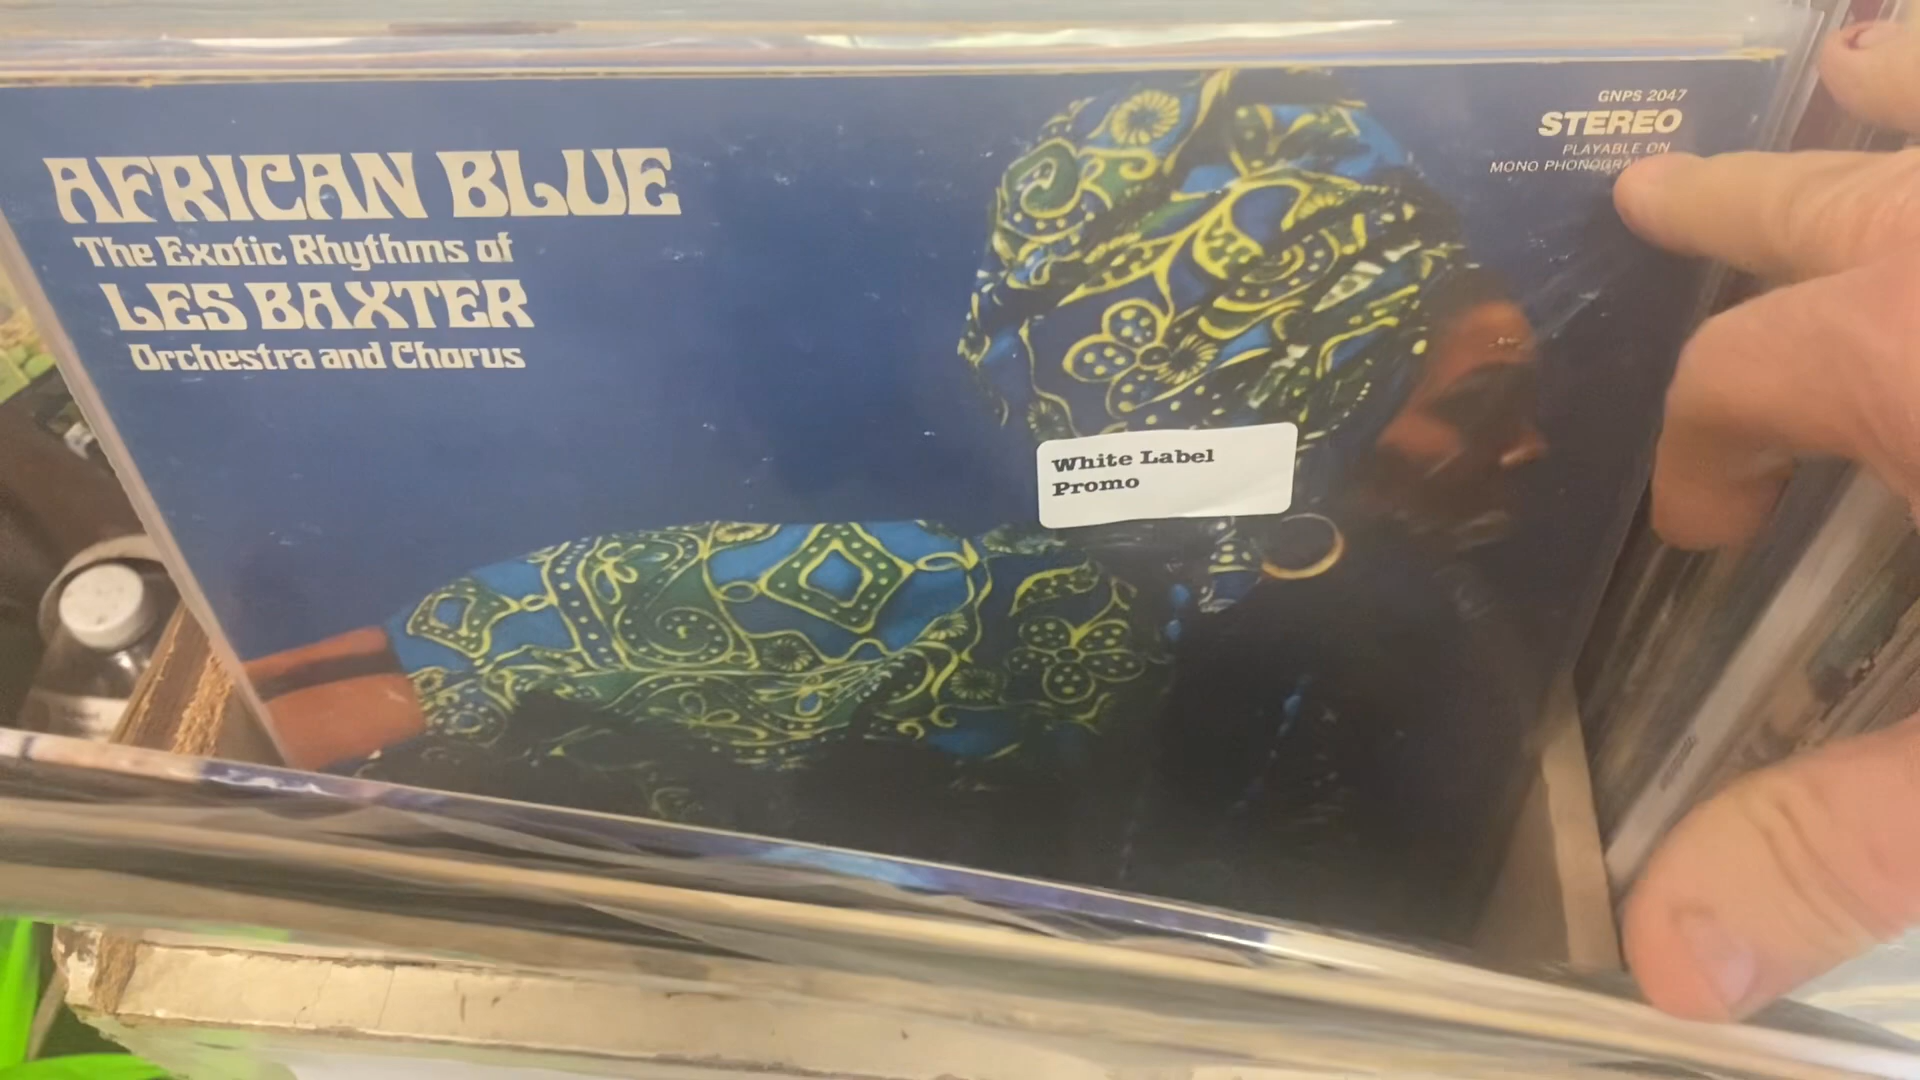 AFRICAN BLUE
The Exotic Rhythms of
LES BAXTER
Orchestra and Chorus
GNPS 2047
STEREO
PLAYABLE ON
MONO
White Label
Promo